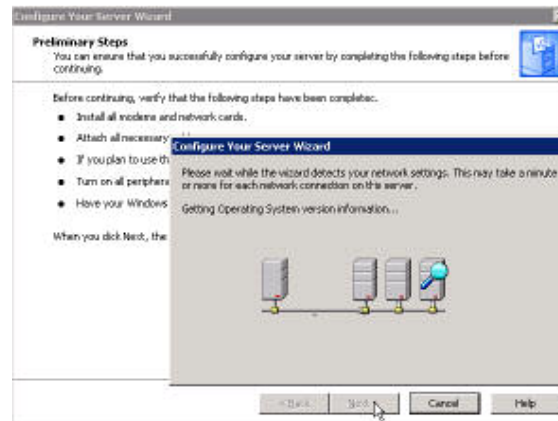 Configure Your Server Wizard
Preliminary Steps
You can ensure that you successfully configure your server by completing the following steps before
continuing.
Before continuing, verify that the following steps have been completed.
Install all modems and network cards.
Attach all necessary
If you plan to use th
Turn on all periphera
Have your Windows
When you click Next, the
Configure Your Server Wizard
Please wait while the wizard detects your network settings. This may take a minute
or more for each network connection on this server.
Getting Operating System version information...
< Back
Next
Cancel
Help